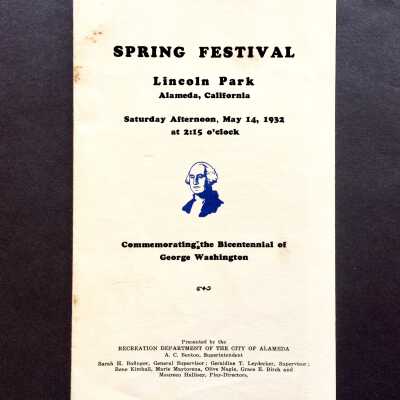 SPRING FESTIVAL
Lincoln Park
Alameda, California
Saturday Afternoon, May 14, 1932
at 2:15 o'clock
Commemorating the Bicentennial of
George Washington
Presented by the
RECREATION DEPARTMENT OF THE CITY OF ALAMEDA
A. C. Benton, Superintendent
Sarah H. General Supervisor; Geraldine T. Leydecker, Supervisor;
Rene Kimball, Marie Martorena, Olive Nagle, Grace E. Birch and
Maureen Hallisey, Play-Directors.